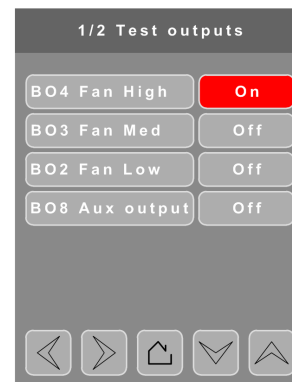 1/2 Test outputs
BO4 Fan High On
BO3 Fan Med Off
BO2 Fan Low Off
BO8 Aux output Off